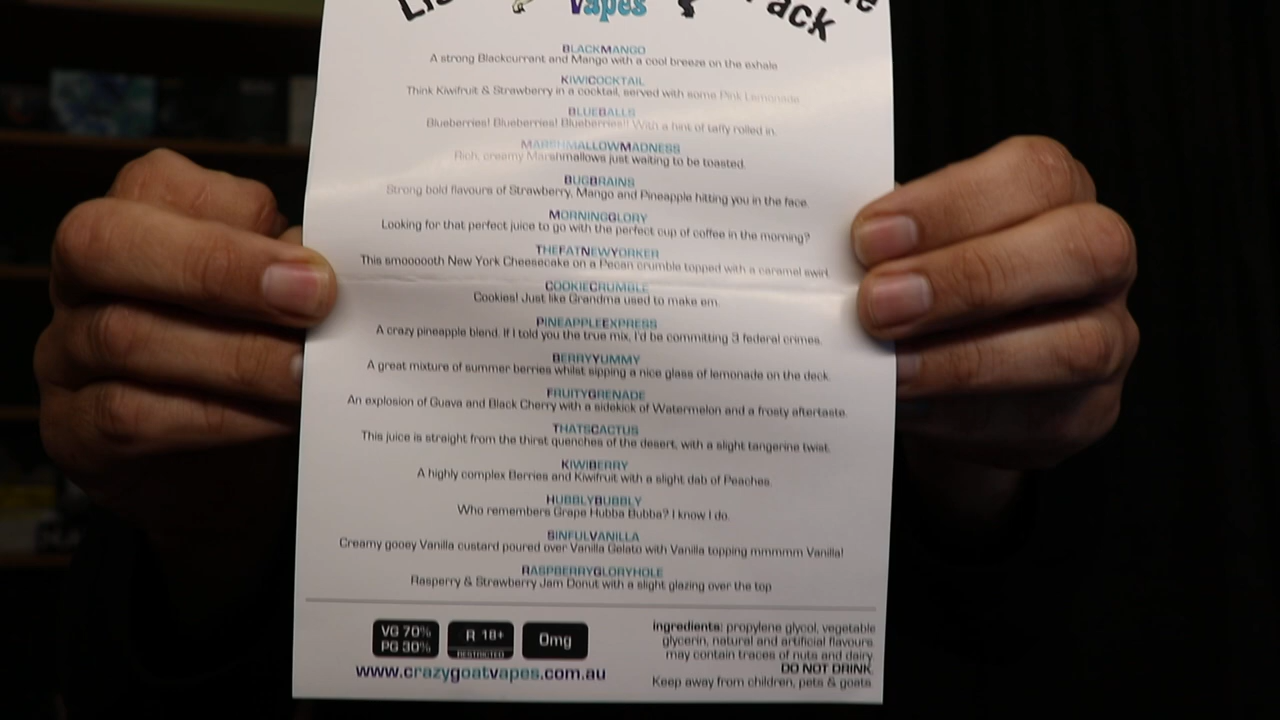 Vapes
ack
BLACKMANGO
A strong Blackcurrant and Mango with a cool breeze on the exhale
KIWICOCKTAIL
Think Kiwifruit & Strawberry in a cocktail, served with some Pink Lemonade
BLUEBALLS
Blueberries! Blueberries! Blueberries!! With a hint of taffy rolled in.
MARSHMALLOWMADNESS
Rich, creamy Marshmallows just waiting to be toasted.
BUGBRAINS
Strong bold flavours of Strawberry, Mango and Pineapple hitting you in the face.
MORNINGGLORY
Looking for that perfect juice to go with the perfect cup of coffee in the morning?
THEFATNEWYORKER
This smooooooth New York Cheesecake on a Pecan crumble topped with a caramel swirl.
COOKIECRUMBLE
Cookies! Just like Grandma used to make em.
PINEAPPLEEXPRESS
A crazy pineapple blend. If I told you the true mix, I'd be committing 3 federal crimes.
BERRYYUMMY
A great mixture of summer berries whilst sipping a nice glass of lemonade on the deck.
FRUITYGRENADE
An explosion of Guava and Black Cherry with a sidekick of Watermelon and a frosty aftertaste.
THATSCACTUS
This juice is straight from the thirst quenches of the desert, with a slight tangerine twist.
KIWIBERRY
A highly complex Berries and Kiwifruit with a slight dab of Peaches.
HUBBLYBUBBLY
Who remembers Grape Hubba Bubba? I know I do.
SINFULVANILLA
Creamy gooey Vanilla custard poured over Vanilla Gelato with Vanilla topping mmmmm Vanilla!
RASPBERRYGLORYHOLE
Rasperry & Strawberry Jam Donut with a slight glazing over the top
VG 70%
PG 30%
R 18+
RESTRICTED
0mg
www.crazygoatvapes.com.au
ingredients: propylene glycol, vegetable
glycerin, natural and artificial flavours
may contain traces of nuts and dairy.
DO NOT DRINK.
Keep away from children, pets & goats.